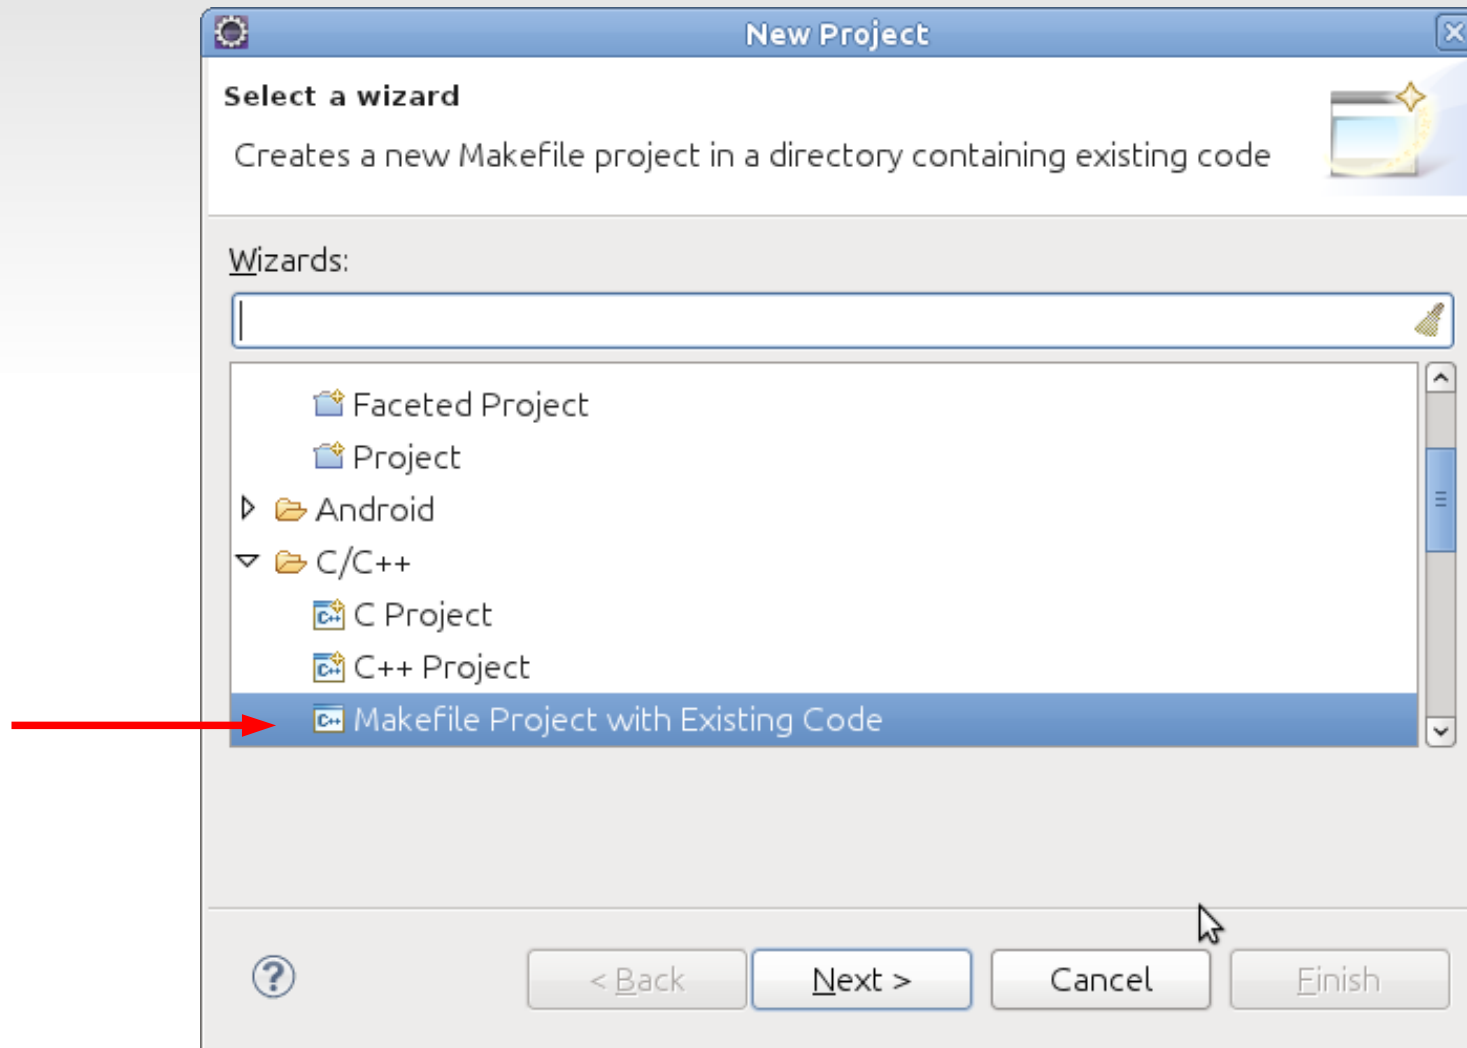 New Project
Select a wizard
Creates a new Makefile project in a directory containing existing code
Wizards:
Faceted Project
Project
Android
C/C++
C Project
C++ Project
Makefile Project with Existing Code
< Back
Next >
Cancel
Finish